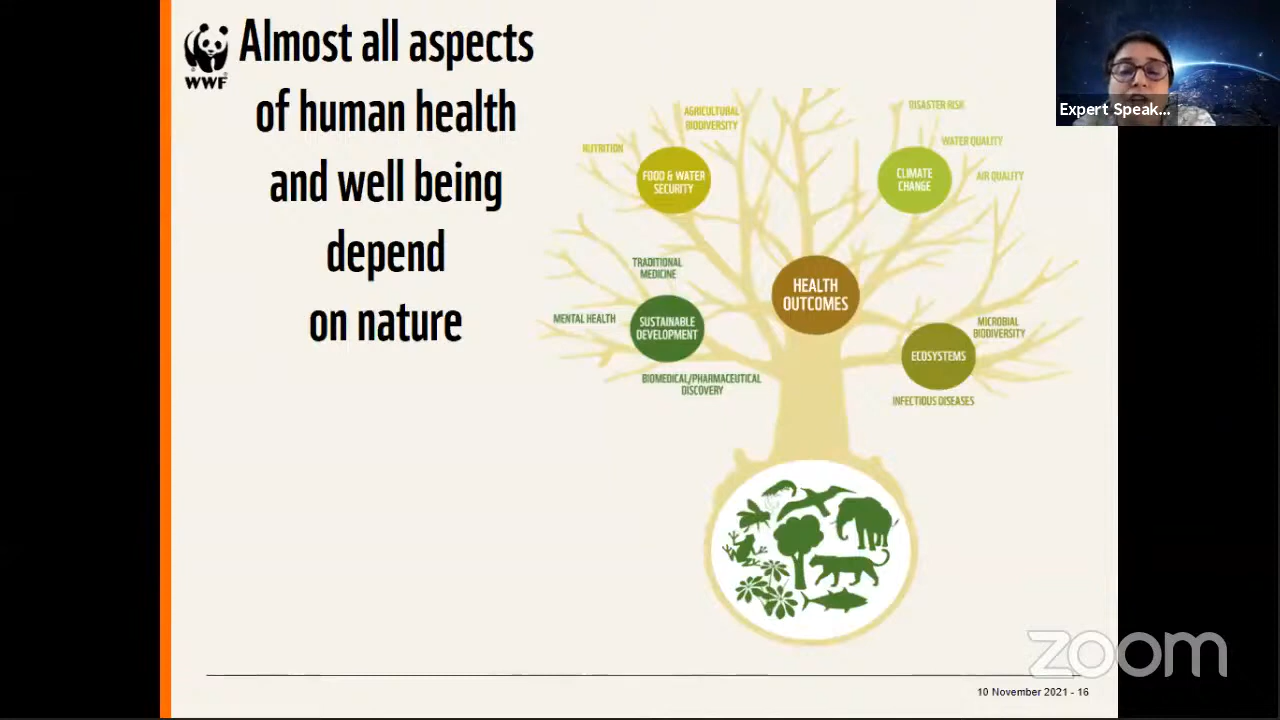 Almost all aspects
of human health
and well being
depend
on nature
WWF
AGRICULTURAL
BIODIVERSITY
NUTRITION
FOOD & WATER
SECURITY
DISASTER RISK
WATER QUALITY
CLIMATE
CHANGE
AIR QUALITY
TRADITIONAL
MEDICINE
HEALTH
OUTCOMES
MENTAL HEALTH
SUSTAINABLE
DEVELOPMENT
MICROBIAL
BIODIVERSITY
ECOSYSTEMS
BIOMEDICAL/PHARMACEUTICAL
DISCOVERY
INFECTIOUS DISEASES
Expert Speak...
zoom
10 November 2021 - 16